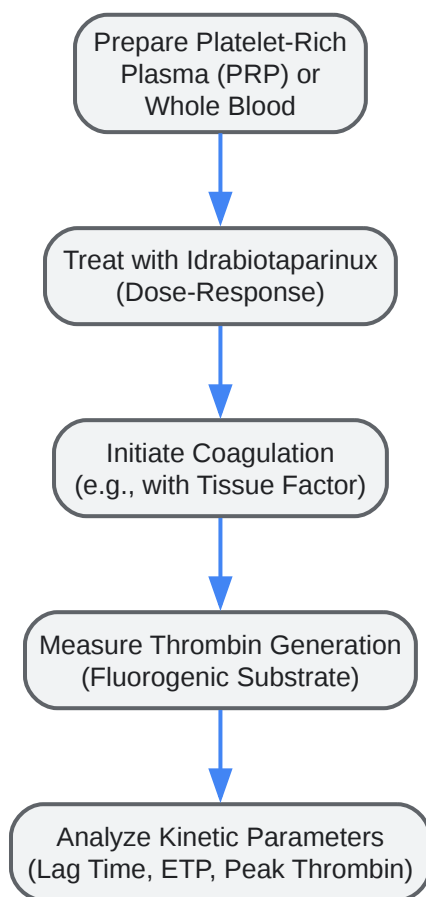 Prepare Platelet-Rich
Plasma (PRP) or
Whole Blood
Treat with Idrabiotaparinux
(Dose-Response)
Initiate Coagulation
(e.g., with Tissue Factor)
Measure Thrombin Generation
(Fluorogenic Substrate)
Analyze Kinetic Parameters
(Lag Time, ETP, Peak Thrombin)